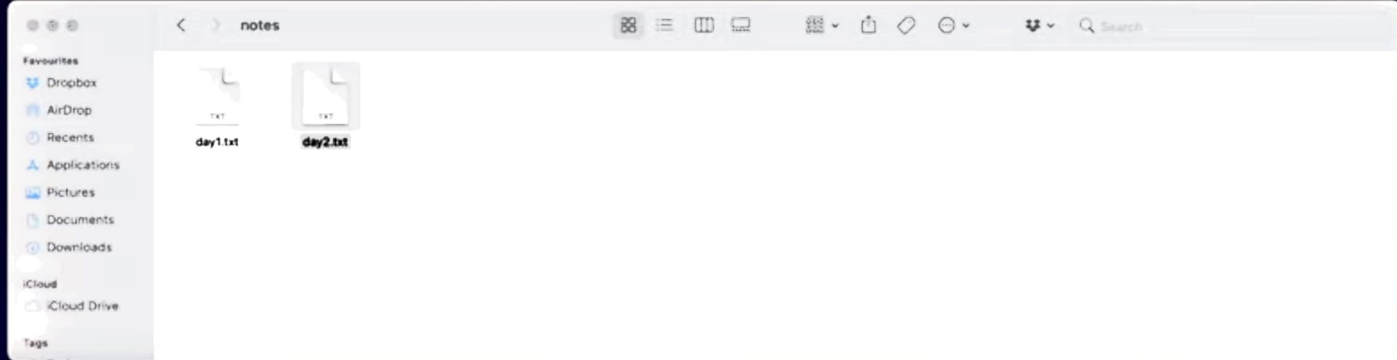 notes
Search
Favourites
Dropbox
AirDrop
Recents
Applications
Pictures
Documents
Downloads
iCloud
iCloud Drive
Tags
TXT
TXT
day1.txt
day2.txt